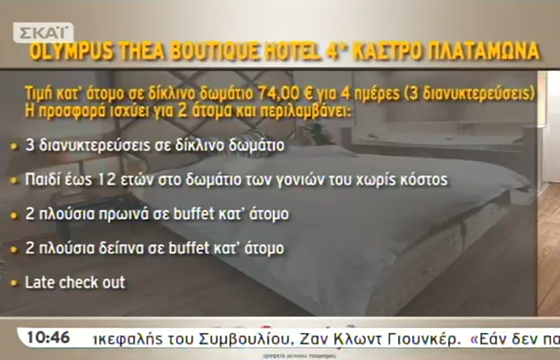 ΣΚΑΪ
OLYMPUS THEA BOUTIQUE HOTEL 4* ΚΑΣΤΡΟ ΠΛΑΤΑΜΩΝΑ
Τιμή κατ' άτομο σε δίκλινο δωμάτιο 74,00 € για 4 ημέρες (3 διανυκτερεύσεις)
Η προσφορά ισχύει για 2 άτομα και περιλαμβάνει:
• 3 διανυκτερεύσεις σε δίκλινο δωμάτιο
• Παιδί έως 12 ετών στο δωμάτιο των γονιών του χωρίς κόστος
• 2 πλούσια πρωινά σε buffet κατ' άτομο
• 2 πλούσια δείπνα σε buffet κατ' άτομο
• Late check out
10:46 ικεφαλής του Συμβουλίου, Ζαν Κλωντ Γιουνκέρ. «Εάν δεν π